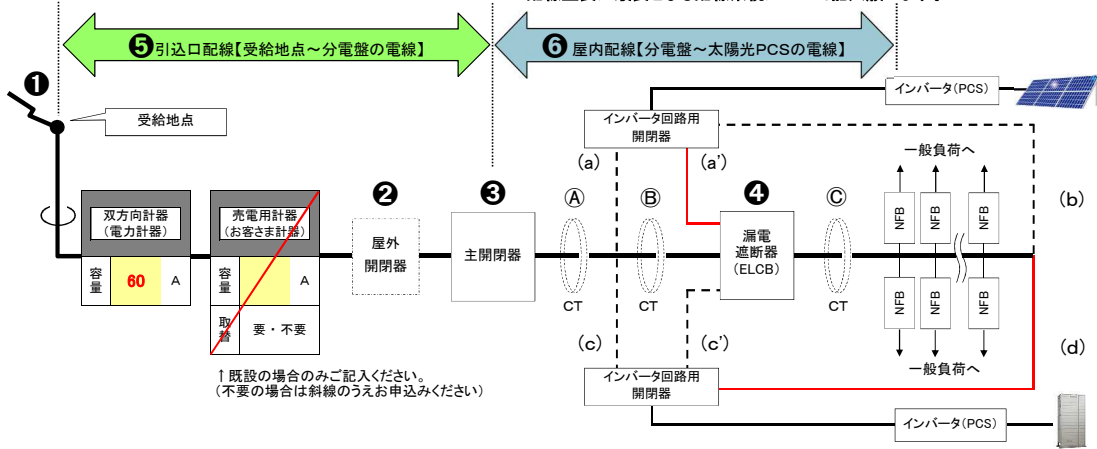 ❺引込口配線【受給地点～分電盤の電線】
❻屋内配線【分電盤～太陽光PCSの電線】
❶
受給地点
インバータ(PCS)
インバータ回路用
開閉器
(a)
(a')
一般負荷へ
(b)
❷
❸
Ⓐ
Ⓑ
❹
Ⓒ
双方向計器
(電力計器)
売電用計器
(お客さま計器)
屋外
開閉器
主開閉器
漏電
遮断器
(ELCB)
NFB
NFB
NFB
容量
60
A
容量
A
取替
要・不要
CT
CT
CT
NFB
NFB
NFB
(c)
(c')
(d)
一般負荷へ
↑既設の場合のみご記入ください。
(不要の場合は斜線のうえお申込みください)
インバータ回路用
開閉器
インバータ(PCS)